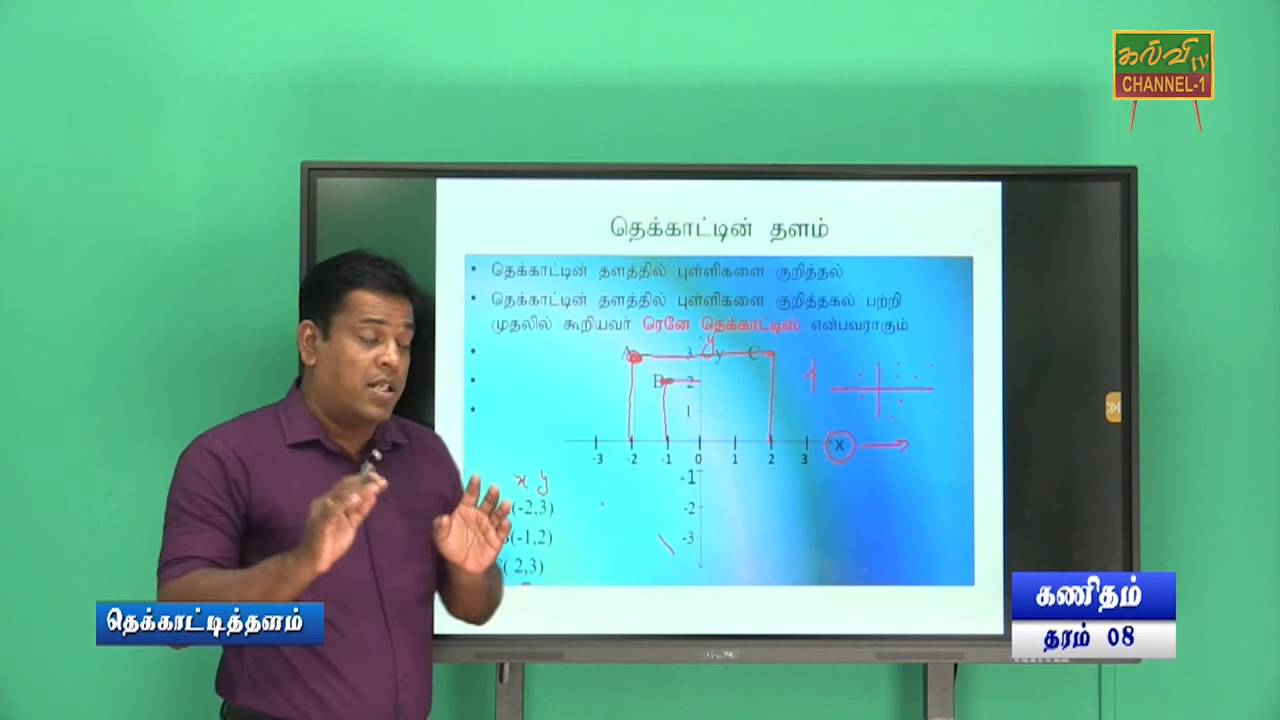 கல்வி TV
CHANNEL-1
தெக்காட்டின் தளம்
• தெக்காட்டின் தளத்தில் புள்ளிகளை குறித்தல்
• தெக்காட்டின் தளத்தில் புள்ளிகளை குறித்தகல் பற்றி
முதலில் கூறியவர் ரெனே தெக்காட்டிஸ் என்பவராகும்
y
A 3 y C
B 2
1
X
-3 -2 -1 0 1 2 3
-1
x y
(-2,3) -2
(-1,2) -3
( 2,3)
தெக்காட்டித்தளம்
கணிதம்
தரம் 08